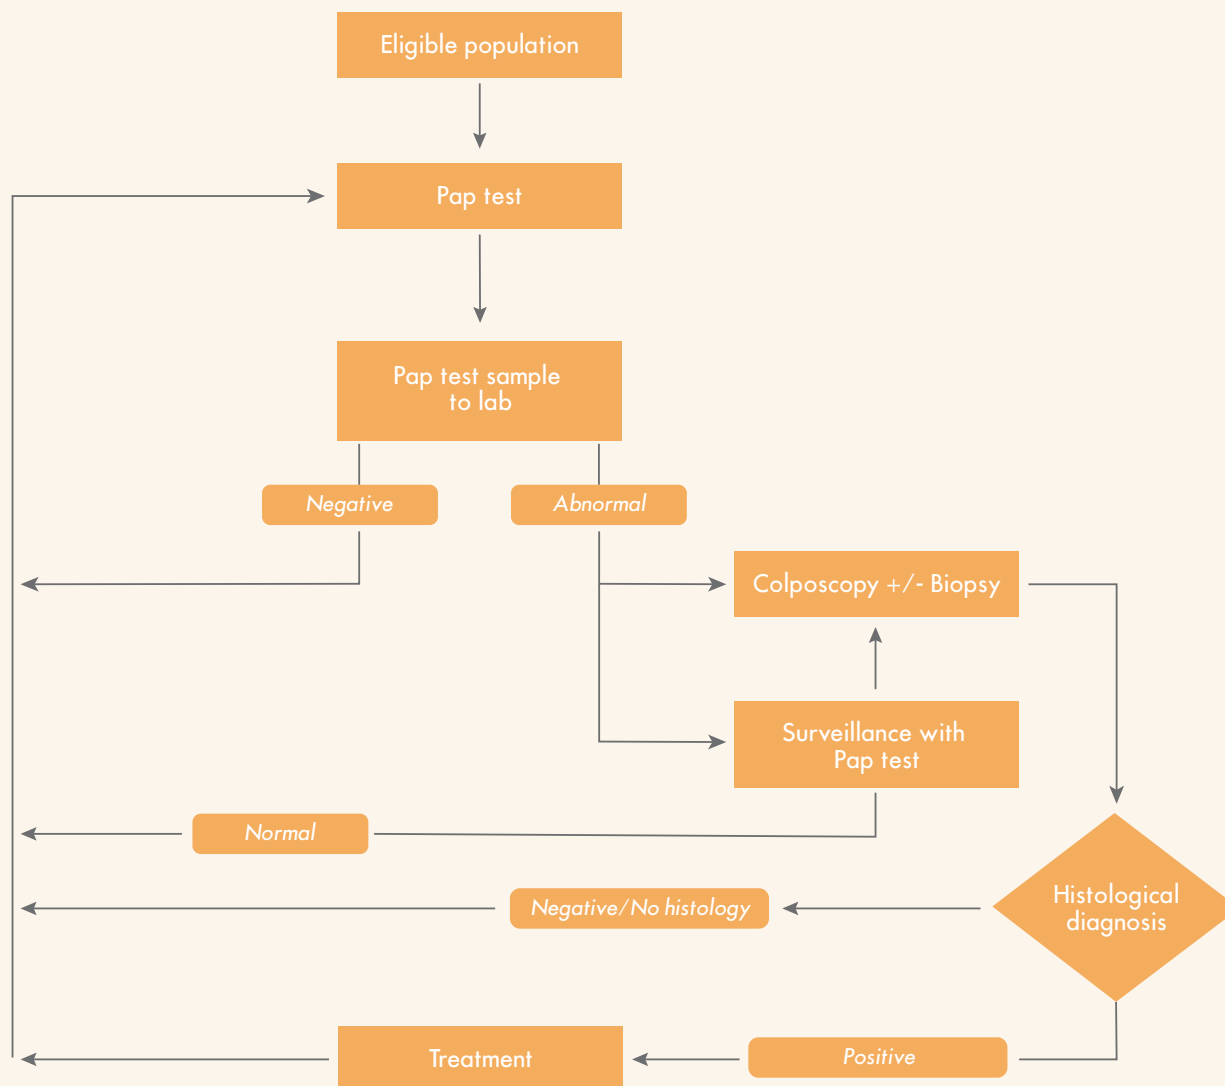 Eligible population
Pap test
Pap test sample
to lab
Negative
Abnormal
Colposcopy +/- Biopsy
Surveillance with
Pap test
Normal
Histological
diagnosis
Negative/No histology
Treatment
Positive